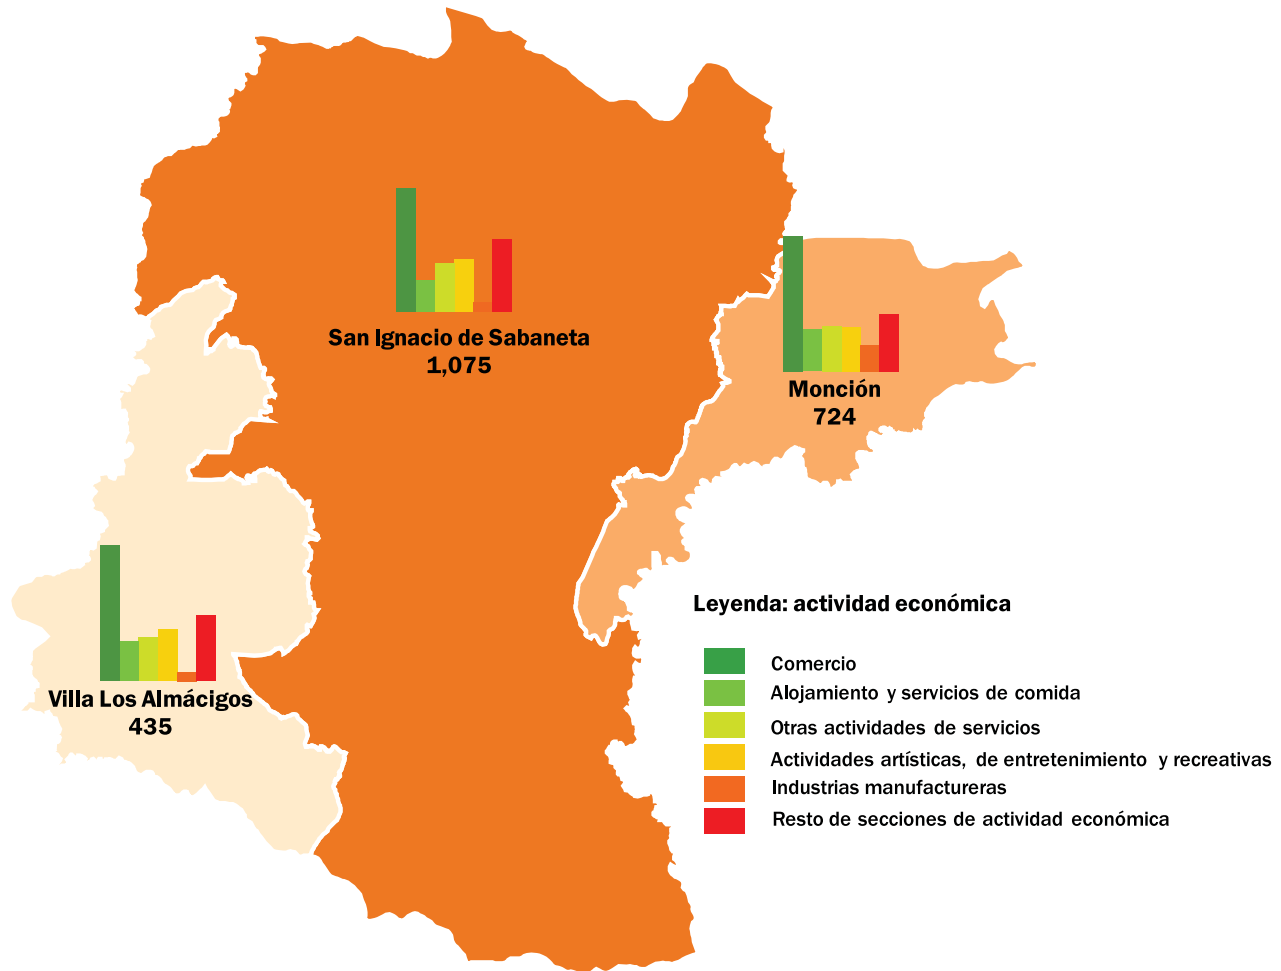 San Ignacio de Sabaneta
1,075
Monción
724
Villa Los Almácigos
435
Leyenda: actividad económica
Comercio
Alojamiento y servicios de comida
Otras actividades de servicios
Actividades artísticas, de entretenimiento y recreativas
Industrias manufactureras
Resto de secciones de actividad económica